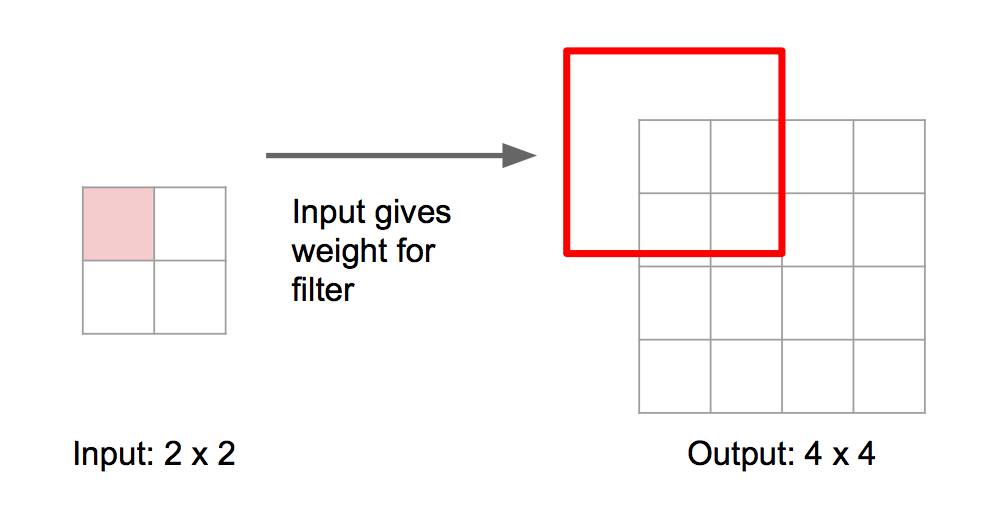 Input gives
weight for
filter
Input: 2 x 2
Output: 4 x 4